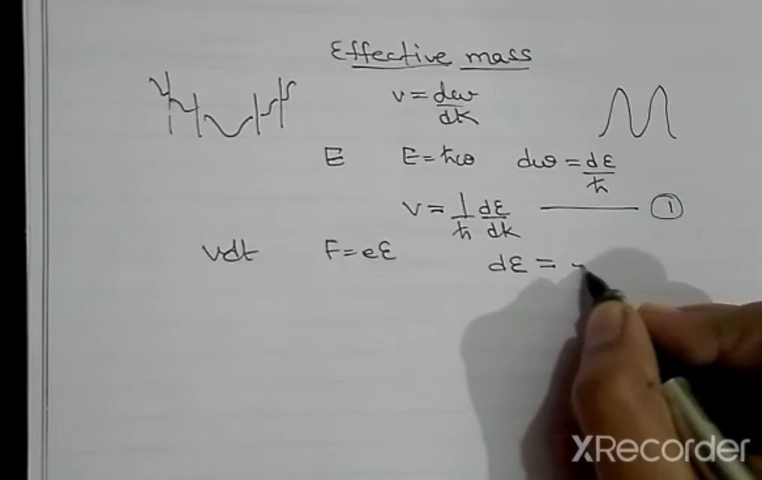 Effective mass
v = dω/dK
E E = ħω dω = dE/ħ
V = 1/ħ dE/dK ——— ①
Vdt F = eE dE =
XRecorder